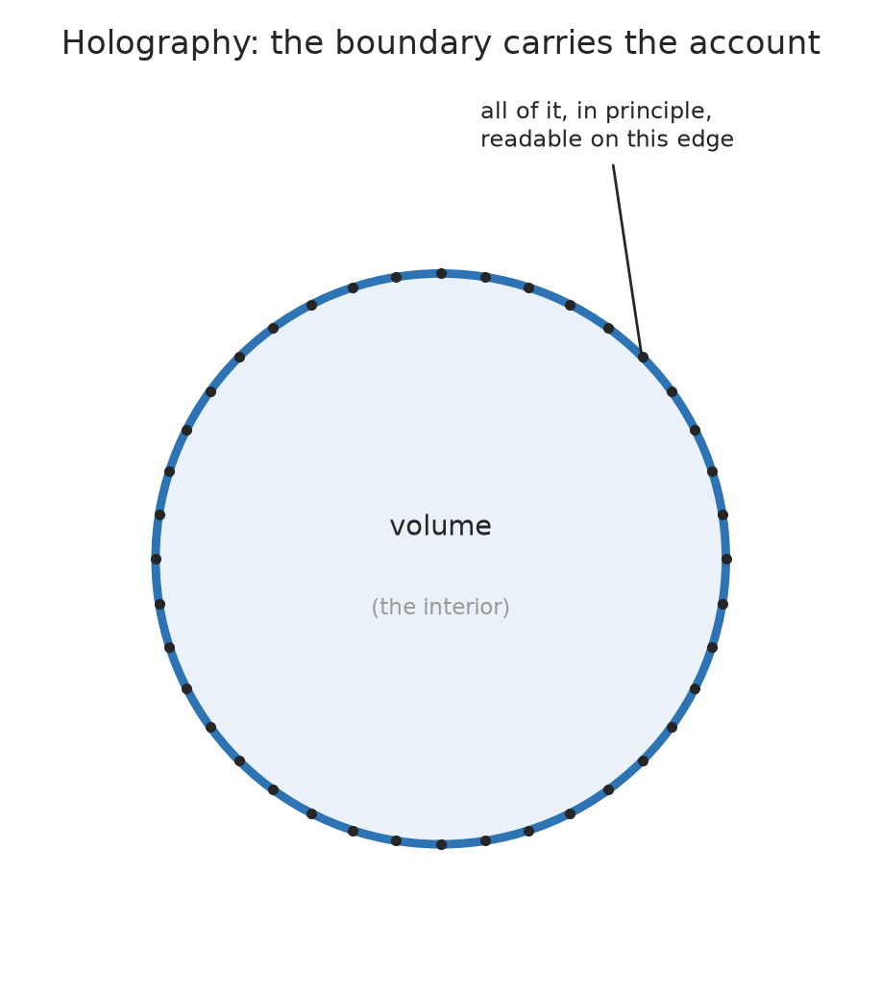 Holography: the boundary carries the account
all of it, in principle,
readable on this edge
volume
(the interior)